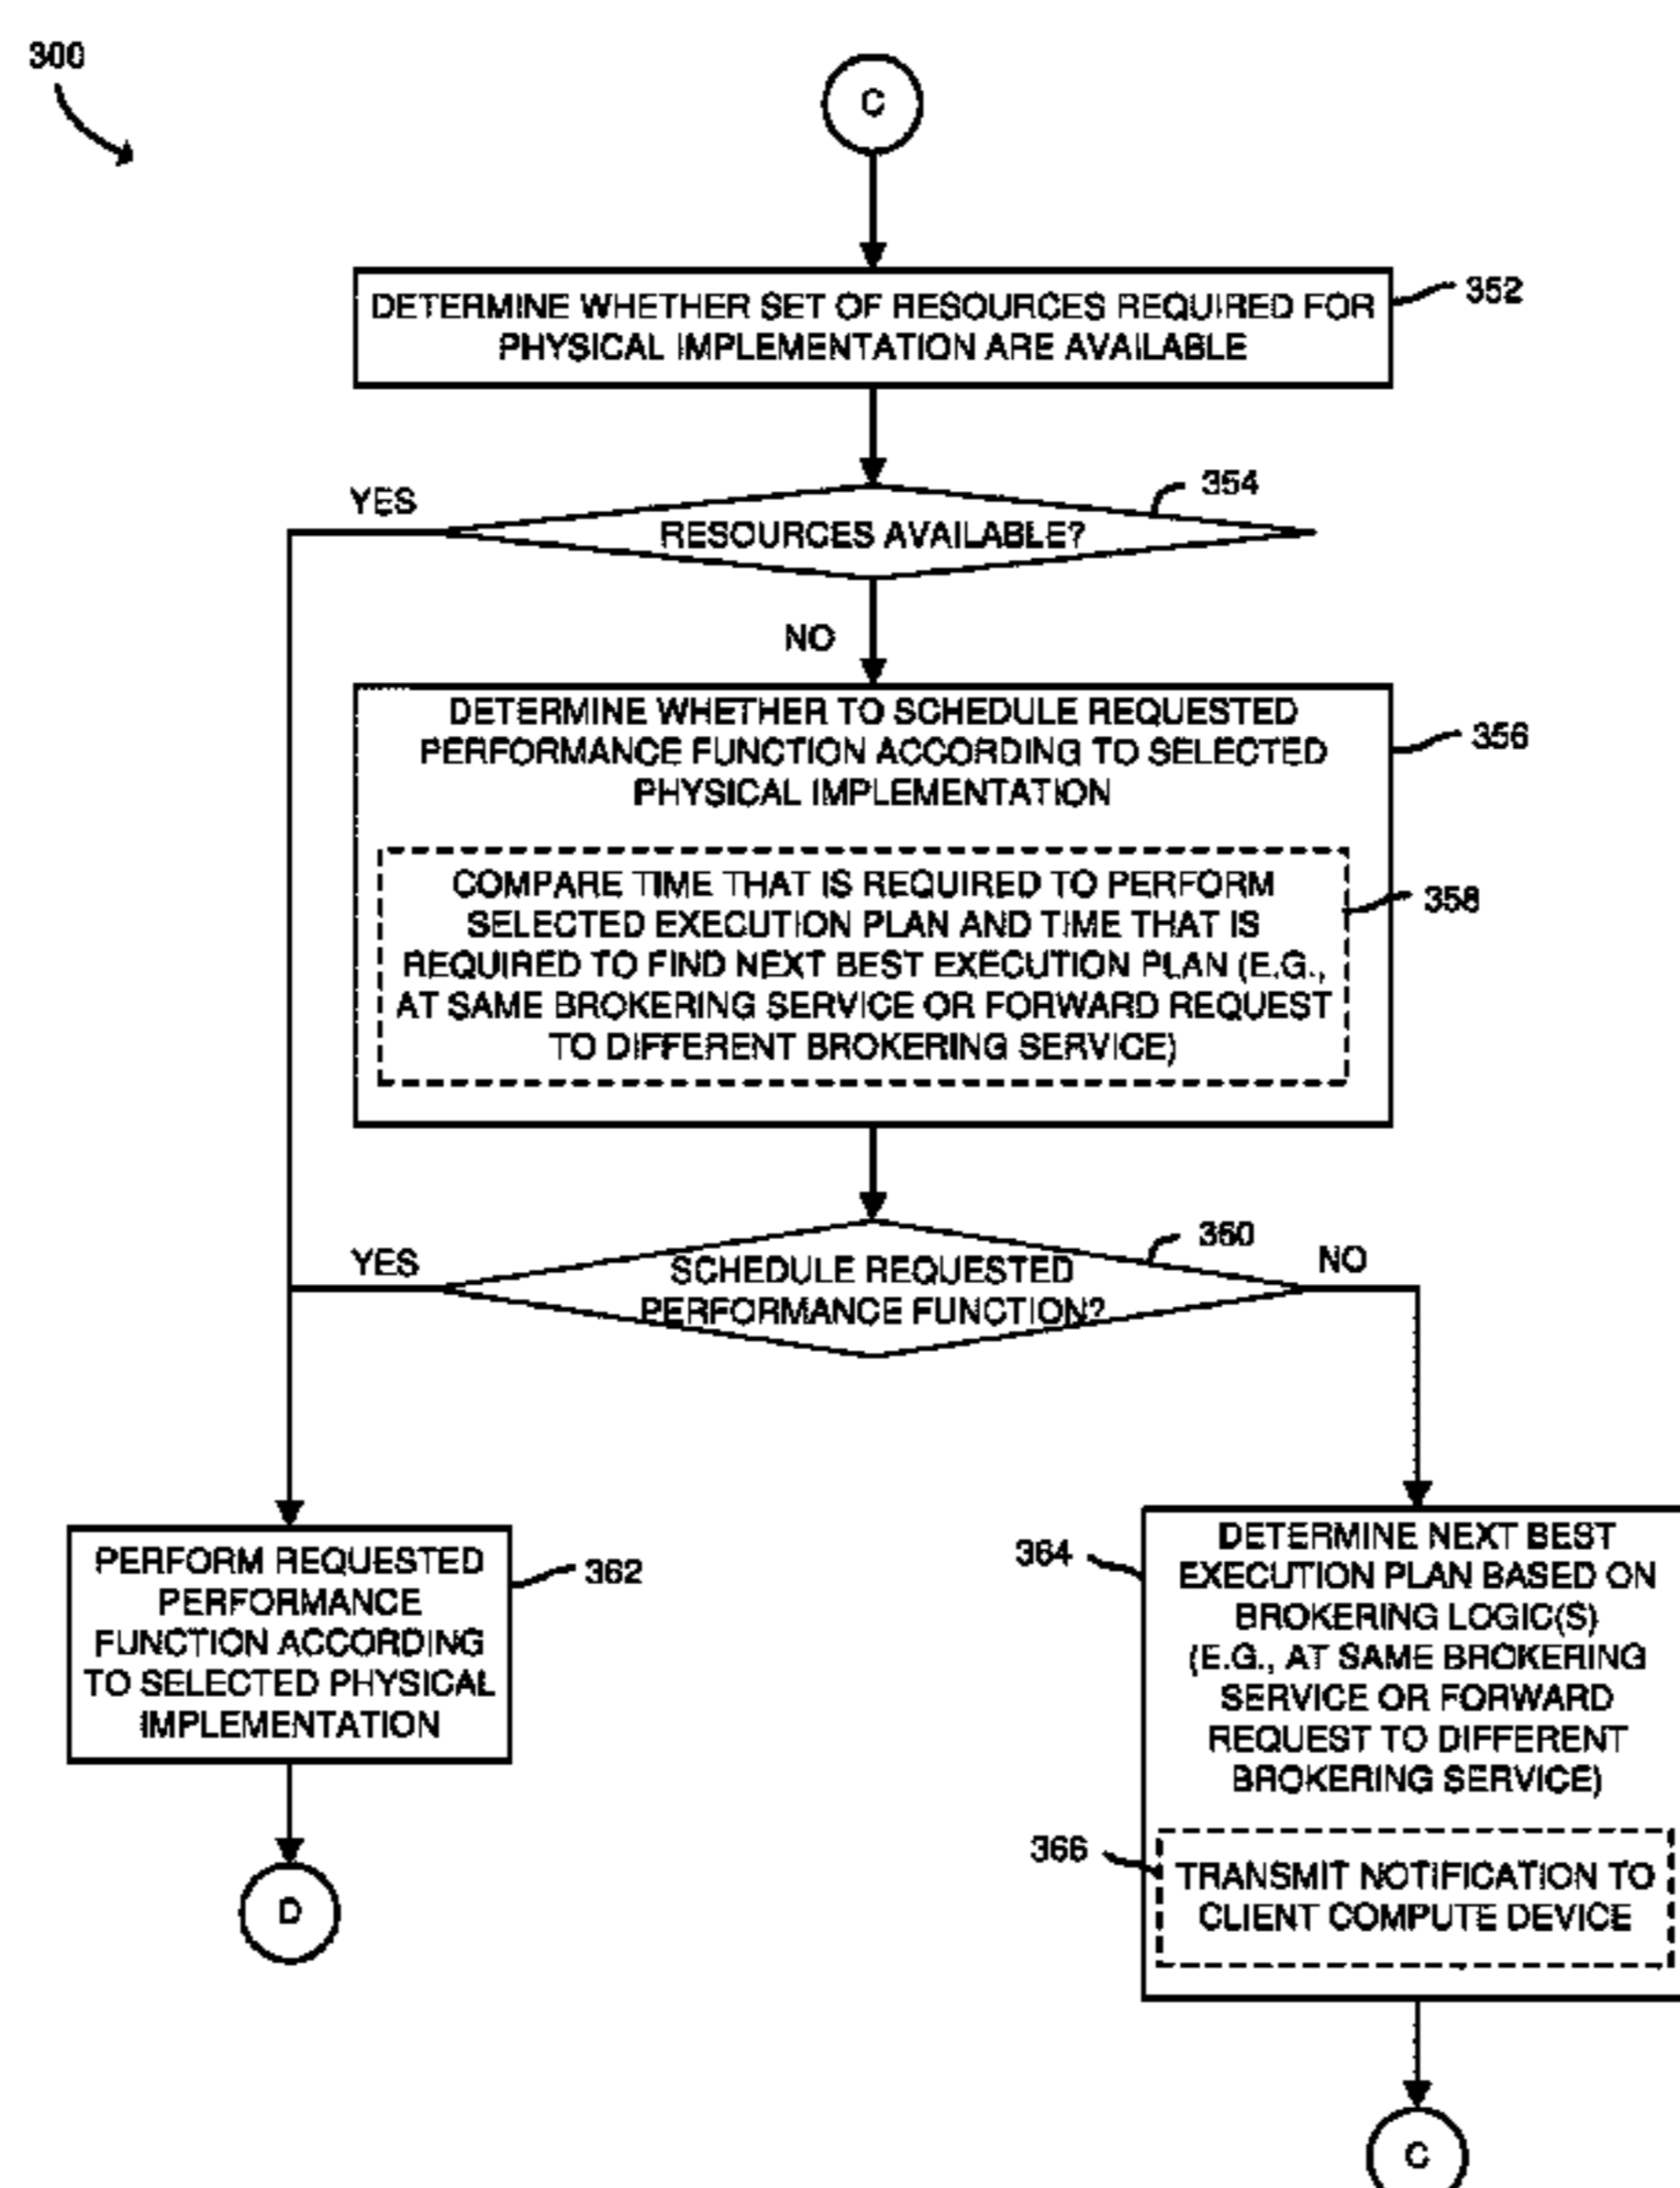 300
C
DETERMINE WHETHER SET OF RESOURCES REQUIRED FOR
PHYSICAL IMPLEMENTATION ARE AVAILABLE
352
354
YES
RESOURCES AVAILABLE?
NO
DETERMINE WHETHER TO SCHEDULE REQUESTED
PERFORMANCE FUNCTION ACCORDING TO SELECTED
PHYSICAL IMPLEMENTATION
356
COMPARE TIME THAT IS REQUIRED TO PERFORM
SELECTED EXECUTION PLAN AND TIME THAT IS
REQUIRED TO FIND NEXT BEST EXECUTION PLAN (E.G.,
AT SAME BROKERING SERVICE OR FORWARD REQUEST
TO DIFFERENT BROKERING SERVICE)
358
360
YES
SCHEDULE REQUESTED
PERFORMANCE FUNCTION?
NO
PERFORM REQUESTED
PERFORMANCE
FUNCTION ACCORDING
TO SELECTED PHYSICAL
IMPLEMENTATION
362
D
364
DETERMINE NEXT BEST
EXECUTION PLAN BASED ON
BROKERING LOGIC(S)
(E.G., AT SAME BROKERING
SERVICE OR FORWARD
REQUEST TO DIFFERENT
BROKERING SERVICE)
366
TRANSMIT NOTIFICATION TO
CLIENT COMPUTE DEVICE
C